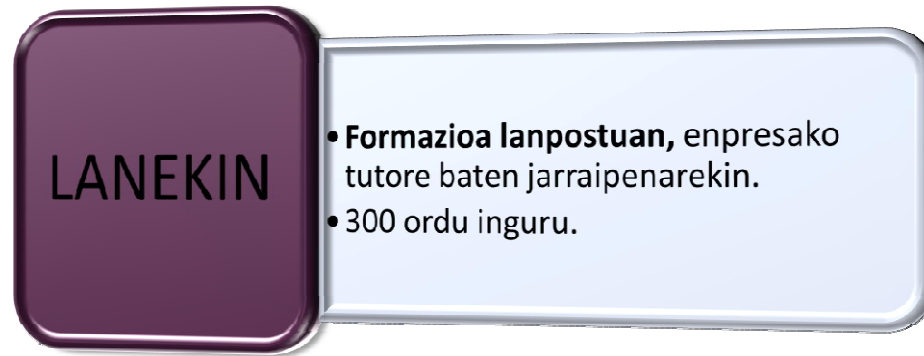 LANEKIN
• Formazioa lanpostuan, enpresako
tutore baten jarraipenarekin.
• 300 ordu inguru.